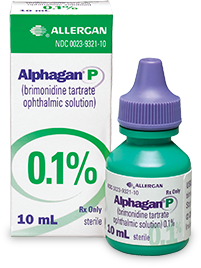 ALLERGAN
NDC 0023-9321-10
Alphagan® P
(brimonidine tartrate
ophthalmic solution)
0.1%
Rx Only
10 mL sterile
ALLERGAN
NDC 0023-9321-10
Alphagan® P
(brimonidine tartrate
ophthalmic solution) 0.1%
Rx Only
10 mL sterile